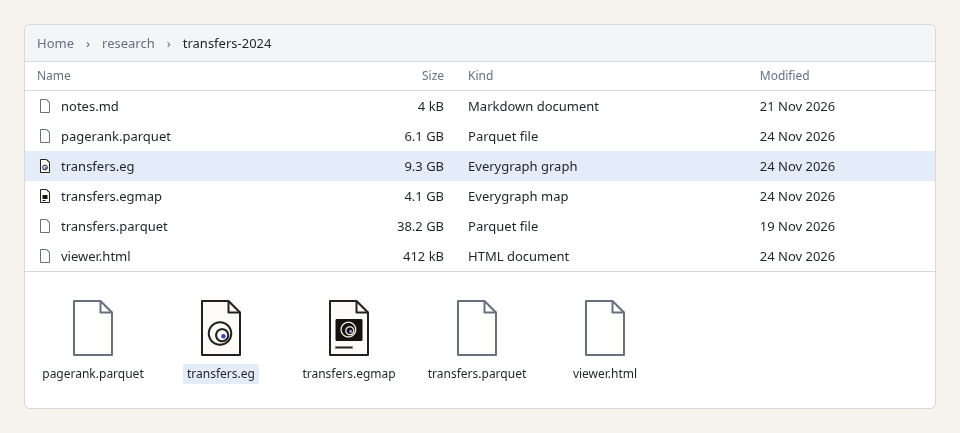 Home › research › transfers-2024
Name Size Kind Modified
notes.md 4 kB Markdown document 21 Nov 2026
pagerank.parquet 6.1 GB Parquet file 24 Nov 2026
transfers.eg 9.3 GB Everygraph graph 24 Nov 2026
transfers.egmap 4.1 GB Everygraph map 24 Nov 2026
transfers.parquet 38.2 GB Parquet file 19 Nov 2026
viewer.html 412 kB HTML document 24 Nov 2026
pagerank.parquet transfers.eg transfers.egmap transfers.parquet viewer.html